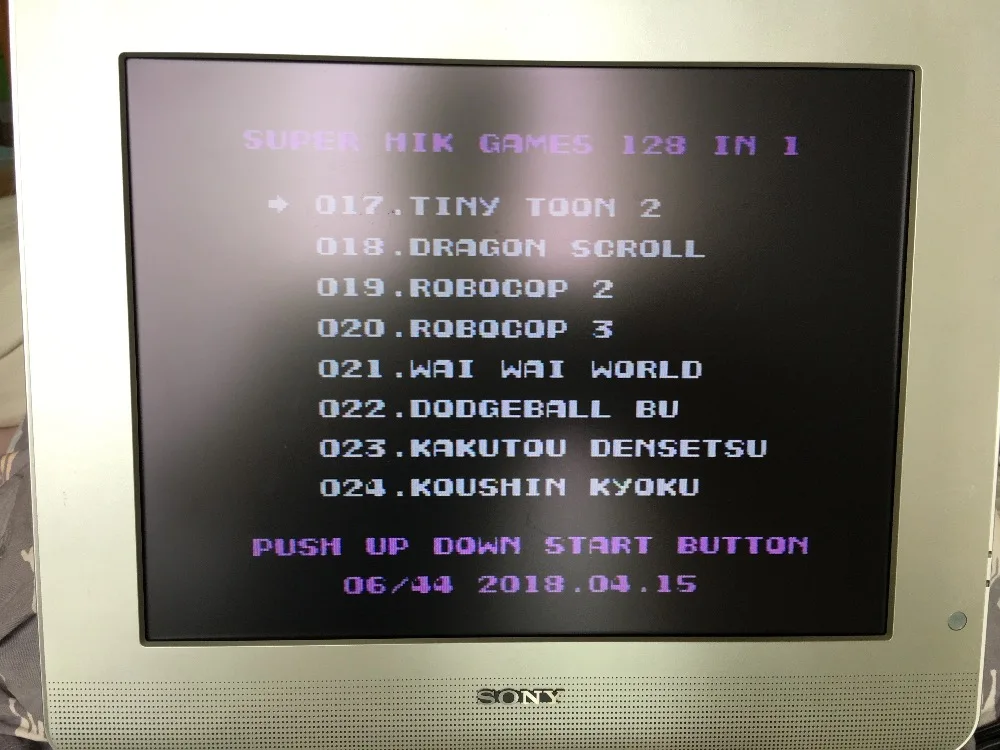 SUPER HIK GAMES 128 IN 1
017.TINY TOON 2
018.DRAGON SCROLL
019.ROBOCOP 2
020.ROBOCOP 3
021.WAI WAI WORLD
022.DODGEBALL BU
023.KAKUTOU DENSETSU
024.KOUSHIN KYOKU
PUSH UP DOWN START BUTTON
06/44 2018.04.15
SONY